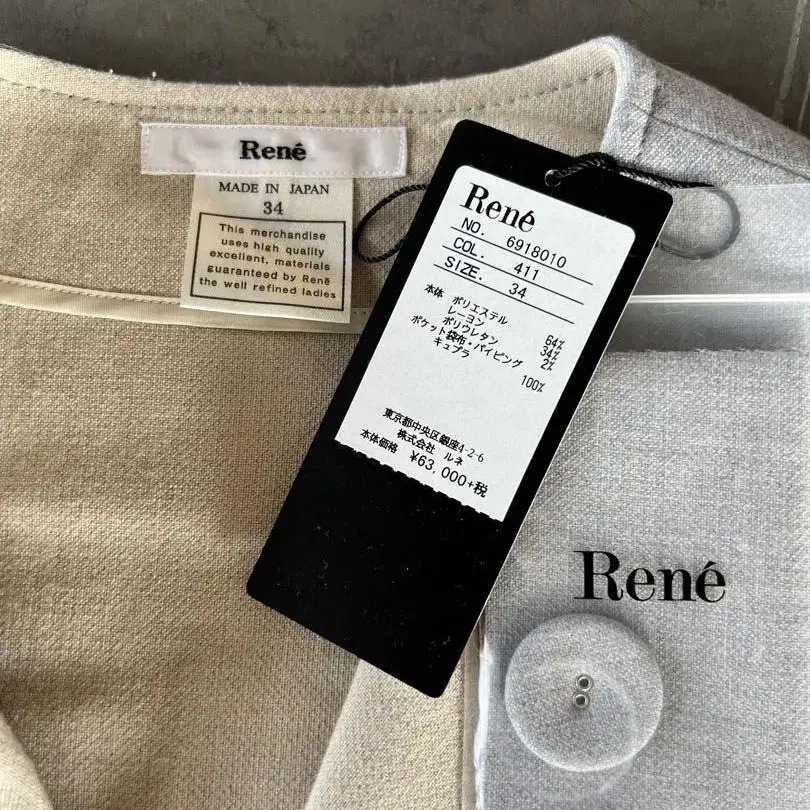 René
MADE IN JAPAN
34
This merchandise
uses high quality
excellent, materials
guaranteed by René
the well refined ladies
René
NO. 6918010
COL. 411
SIZE. 34
本体 ポリエステル 64%
レーヨン 34%
ポリウレタン 2%
ポケット袋布・パイピング
キュプラ 100%
東京都中央区銀座4-2-6
株式会社 ルネ
本体価格 ¥63,000+税
René